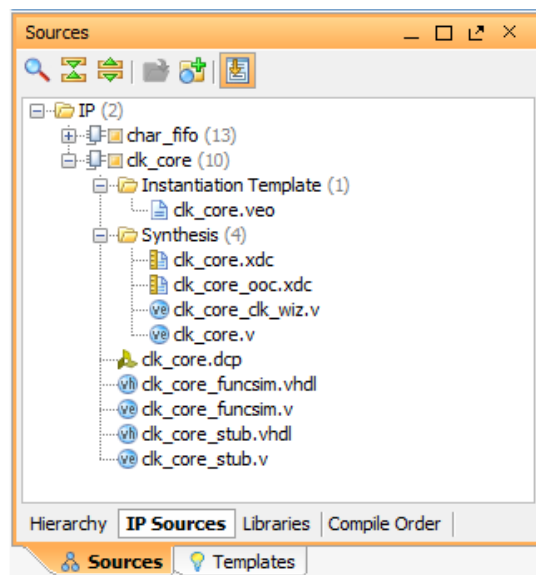 Sources
IP (2)
char_fifo (13)
clk_core (10)
Instantiation Template (1)
clk_core.veo
Synthesis (4)
clk_core.xdc
clk_core_ooc.xdc
clk_core_clk_wiz.v
clk_core.v
clk_core.dcp
clk_core_funcsim.vhdl
clk_core_funcsim.v
clk_core_stub.vhdl
clk_core_stub.v
Hierarchy IP Sources Libraries Compile Order
Sources Templates